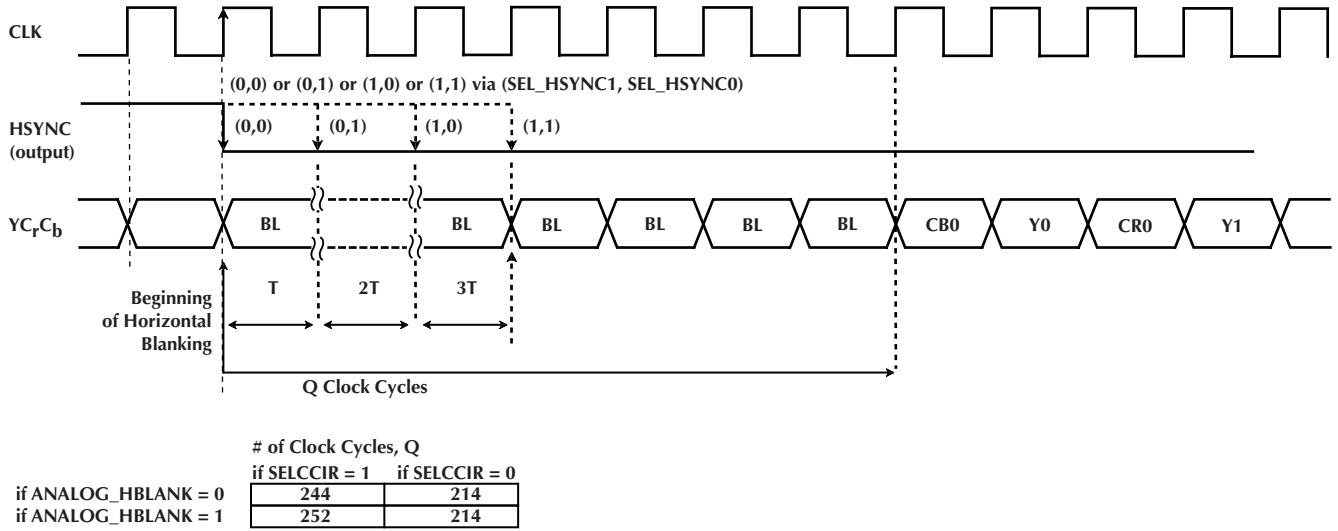 CLK
(0,0) or (0,1) or (1,0) or (1,1) via (SEL_HSYNC1, SEL_HSYNC0)
HSYNC
(output)
(0,0) (0,1) (1,0) (1,1)
YCrCb
BL BL BL BL BL BL CB0 Y0 CR0 Y1
T 2T 3T
Beginning
of Horizontal
Blanking
Q Clock Cycles
# of Clock Cycles, Q
if SELCCIR = 1 if SELCCIR = 0
if ANALOG_HBLANK = 0 244 214
if ANALOG_HBLANK = 1 252 214